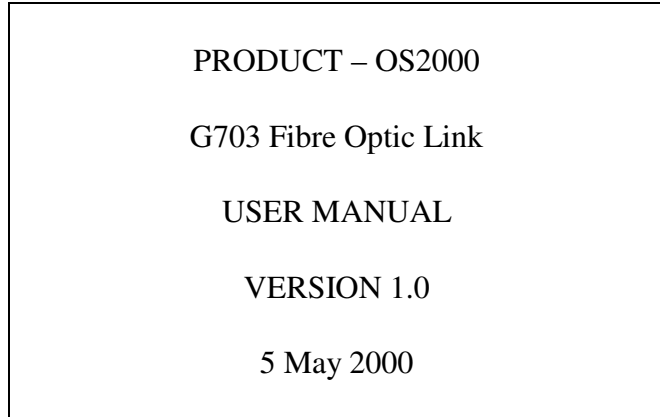 PRODUCT – OS2000
G703 Fibre Optic Link
USER MANUAL
VERSION 1.0
5 May 2000